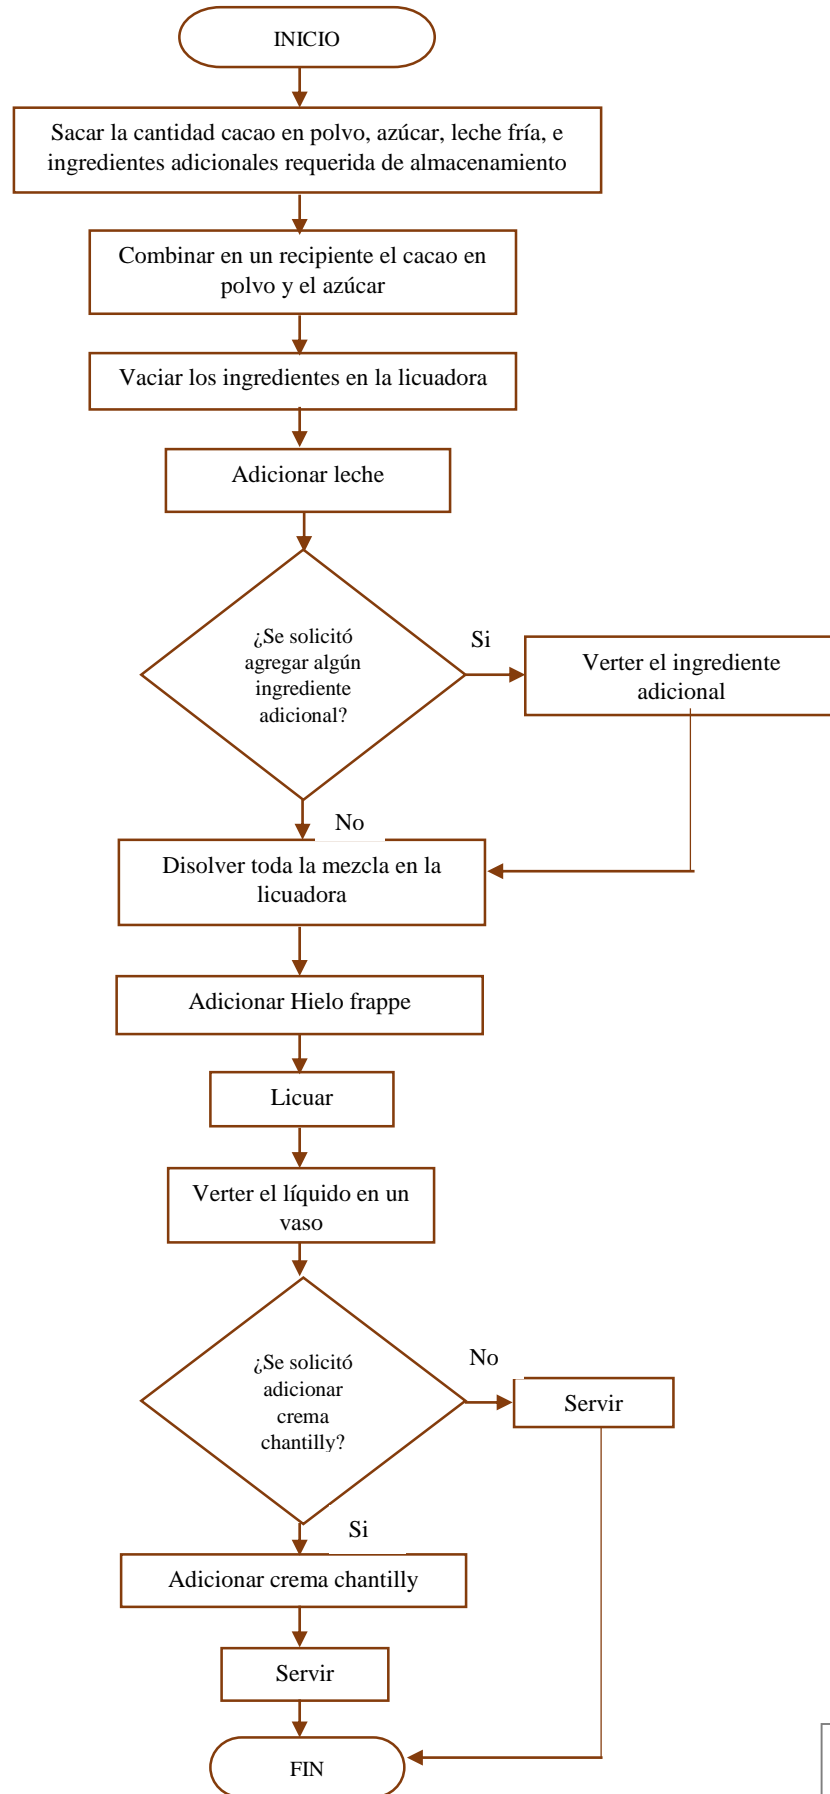 INICIO
Sacar la cantidad cacao en polvo, azúcar, leche fría, e
ingredientes adicionales requerida de almacenamiento
Combinar en un recipiente el cacao en
polvo y el azúcar
Vaciar los ingredientes en la licuadora
Adicionar leche
¿Se solicitó
agregar algún
ingrediente
adicional?
Si
Verter el ingrediente
adicional
No
Disolver toda la mezcla en la
licuadora
Adicionar Hielo frappe
Licuar
Verter el líquido en un
vaso
¿Se solicitó
adicionar
crema
chantilly?
No
Servir
Si
Adicionar crema chantilly
Servir
FIN